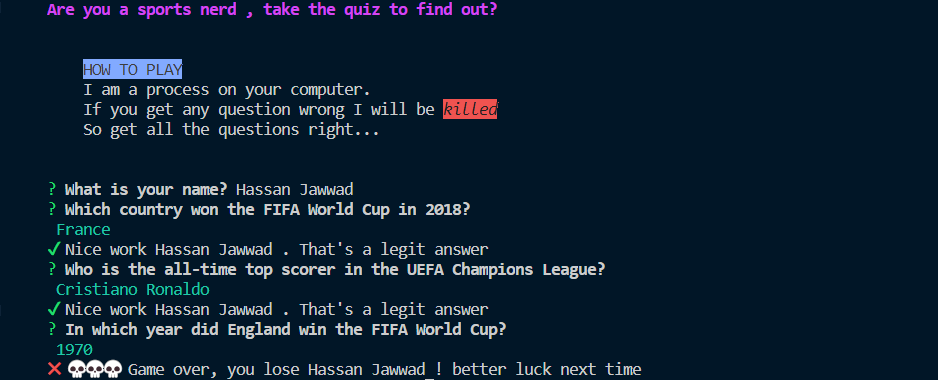 Are you a sports nerd , take the quiz to find out?
HOW TO PLAY
I am a process on your computer.
If you get any question wrong I will be killed
So get all the questions right...
? What is your name? Hassan Jawwad
? Which country won the FIFA World Cup in 2018?
France
✔ Nice work Hassan Jawwad . That's a legit answer
? Who is the all-time top scorer in the UEFA Champions League?
Cristiano Ronaldo
✔ Nice work Hassan Jawwad . That's a legit answer
? In which year did England win the FIFA World Cup?
1970
❌ 💀💀💀 Game over, you lose Hassan Jawwad ! better luck next time